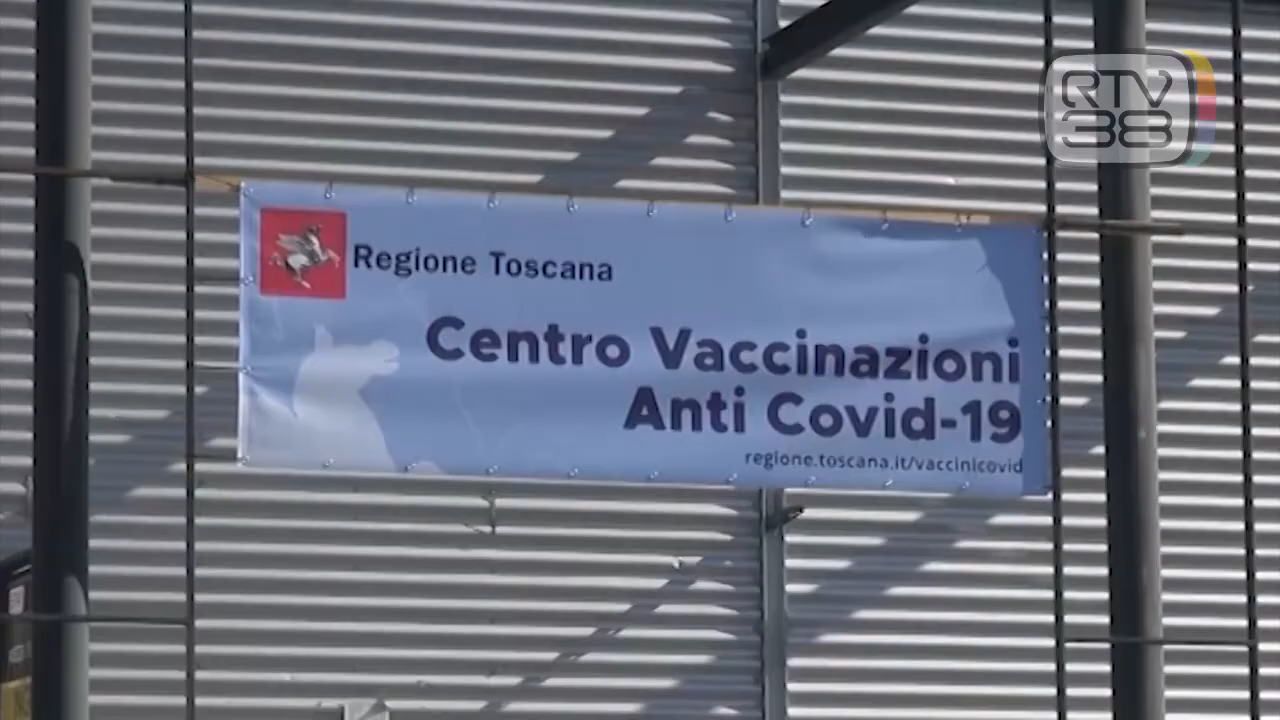 RTV
38
Regione Toscana
Centro Vaccinazioni
Anti Covid-19
regione.toscana.it/vaccinicovid